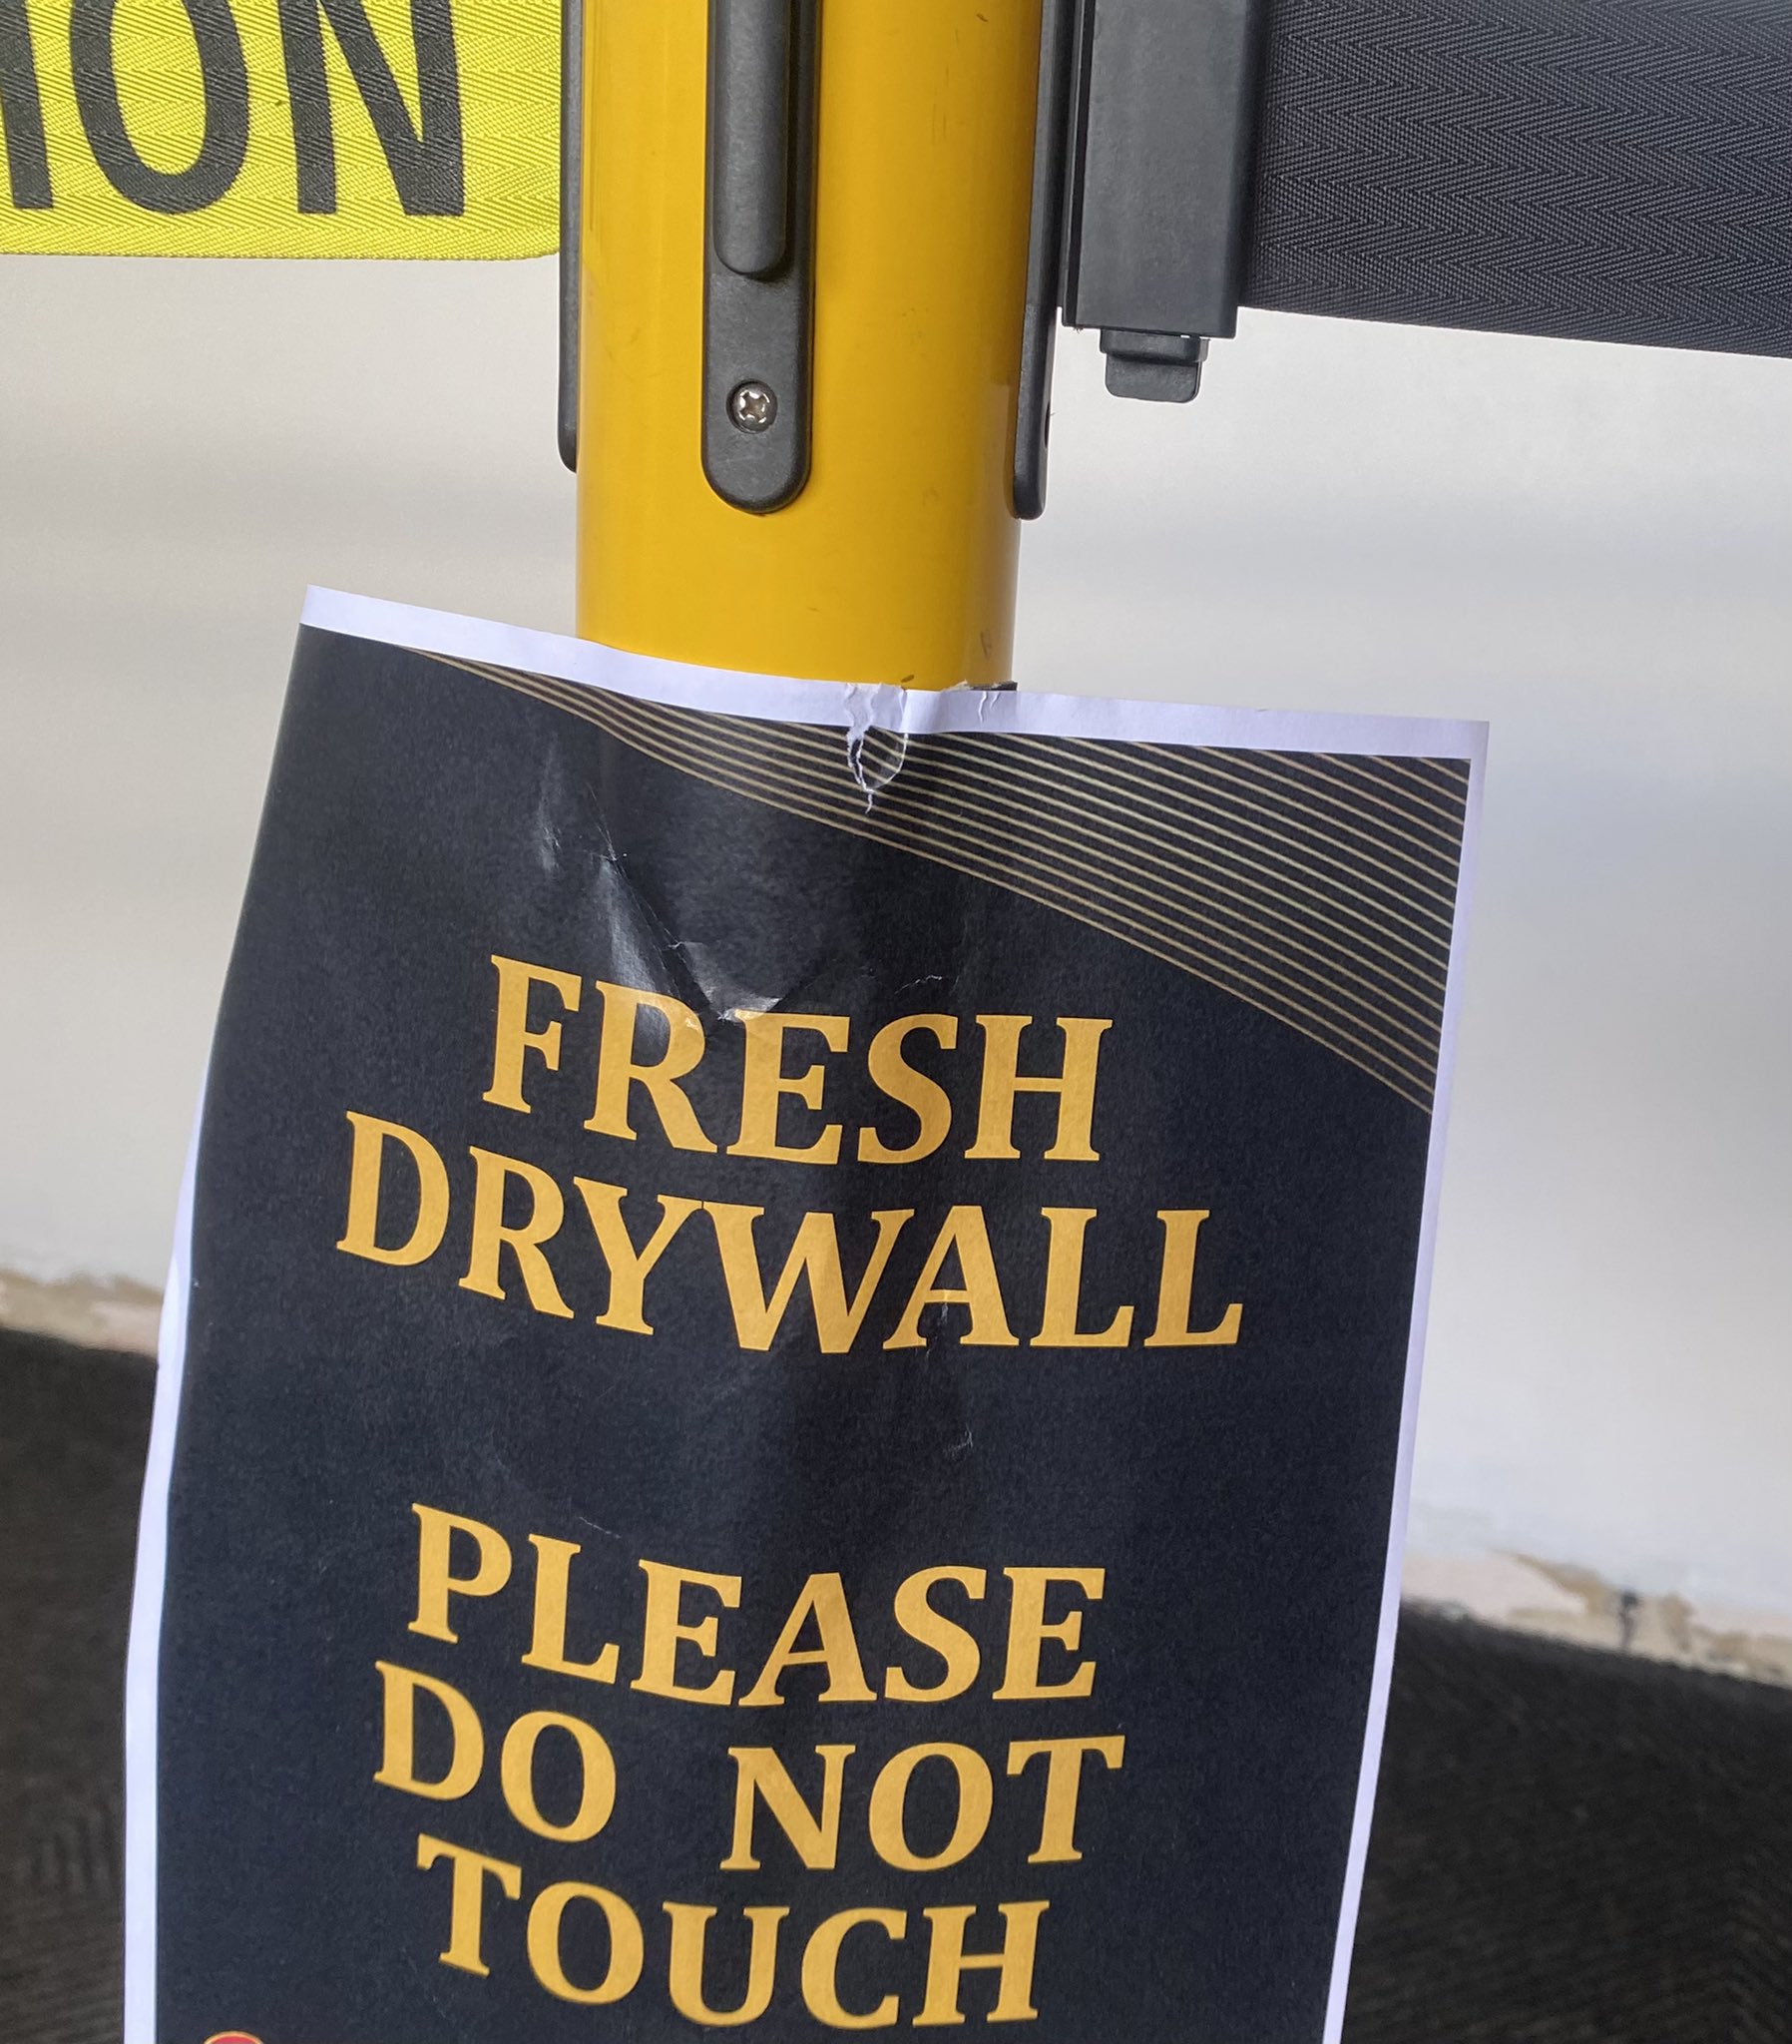 ION
FRESH
DRYWALL
PLEASE
DO NOT
TOUCH